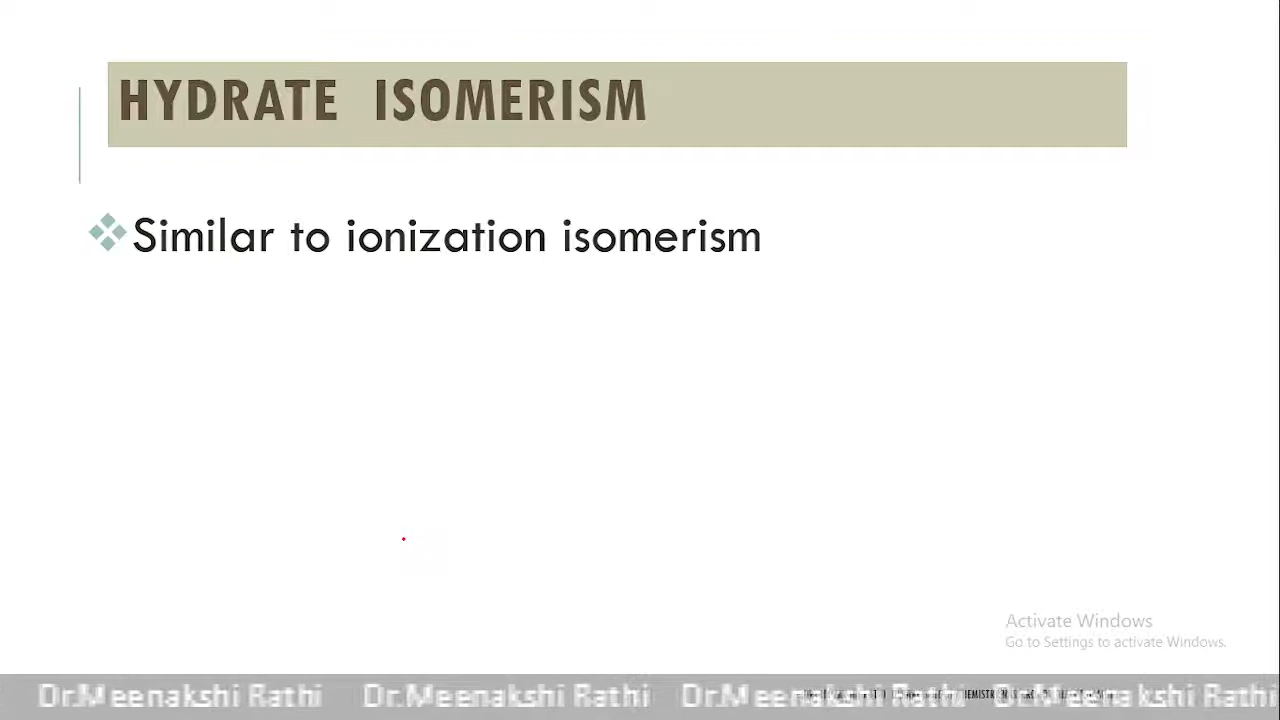 HYDRATE ISOMERISM
Similar to ionization isomerism
Activate Windows
Go to Settings to activate Windows.
Dr.Meenakshi Rathi Dr.Meenakshi Rathi Dr.Meenakshi Rathi Dr.Meenakshi Rathi